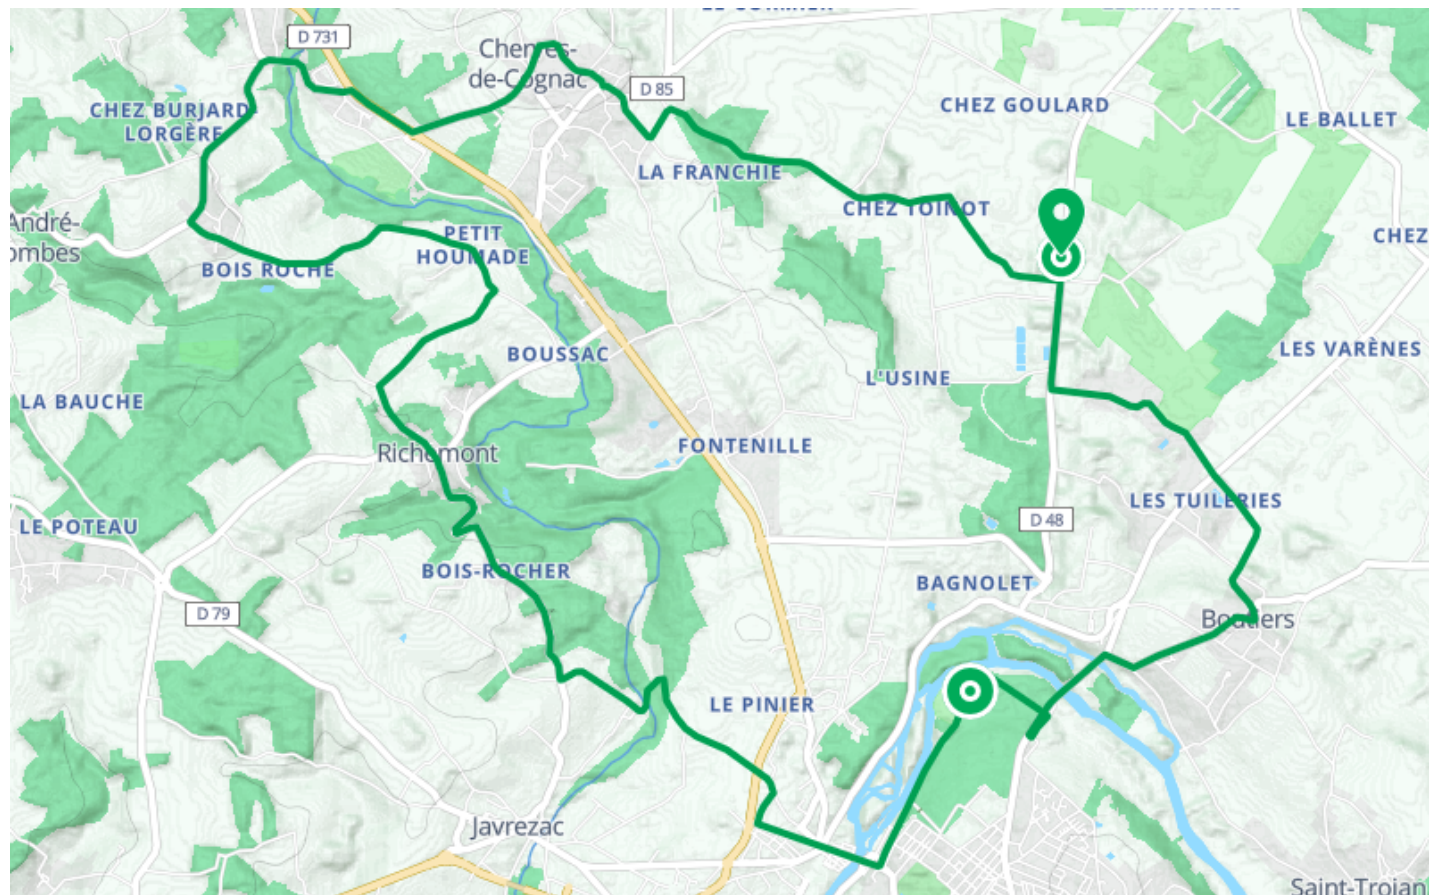 D 731
Cherves-
de-Cognac
D 85
CHEZ BURJARD-
LORGÈRE
CHEZ GOULARD
LE BALLET
LA FRANCHIE
CHEZ TOINOT
André-
ombes
CHEZ
PETIT
HOUMADE
BOIS ROCHE
BOUSSAC
LES VARÈNES
L'USINE
LA BAUCHE
Richemont
FONTENILLE
LES TUILERIES
LE POTEAU
D 48
BOIS-ROCHER
BAGNOLET
D 79
Boutiers
LE PINIER
Javrezac
Saint-Trojan